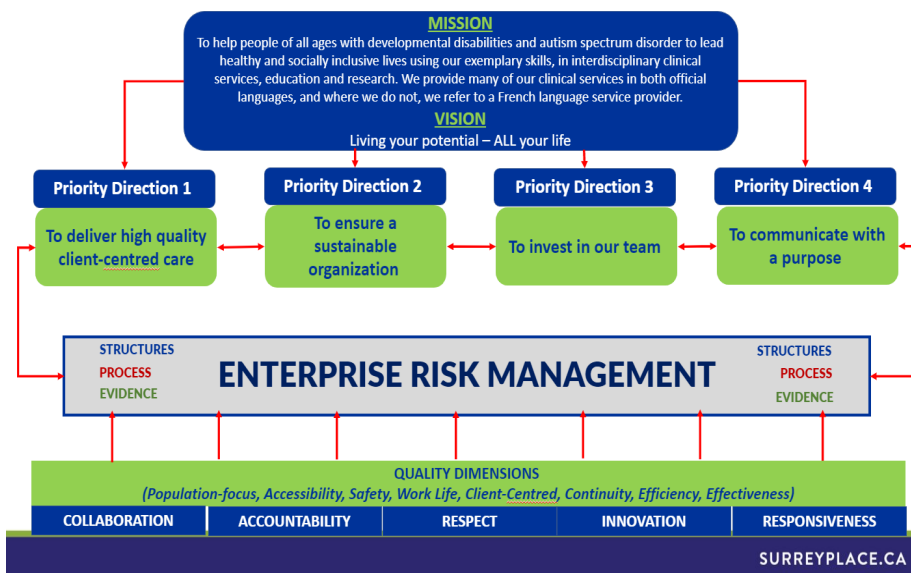 MISSION
To help people of all ages with developmental disabilities and autism spectrum disorder to lead
healthy and socially inclusive lives using our exemplary skills, in interdisciplinary clinical
services, education and research. We provide many of our clinical services in both official
languages, and where we do not, we refer to a French language service provider.
VISION
Living your potential – ALL your life
Priority Direction 1
Priority Direction 2
Priority Direction 3
Priority Direction 4
To deliver high quality
client-centred care
To ensure a
sustainable
organization
To invest in our team
To communicate with
a purpose
STRUCTURES
PROCESS
EVIDENCE
ENTERPRISE RISK MANAGEMENT
STRUCTURES
PROCESS
EVIDENCE
QUALITY DIMENSIONS
(Population-focus, Accessibility, Safety, Work Life, Client-Centred, Continuity, Efficiency, Effectiveness)
COLLABORATION
ACCOUNTABILITY
RESPECT
INNOVATION
RESPONSIVENESS
SURREYPLACE.CA